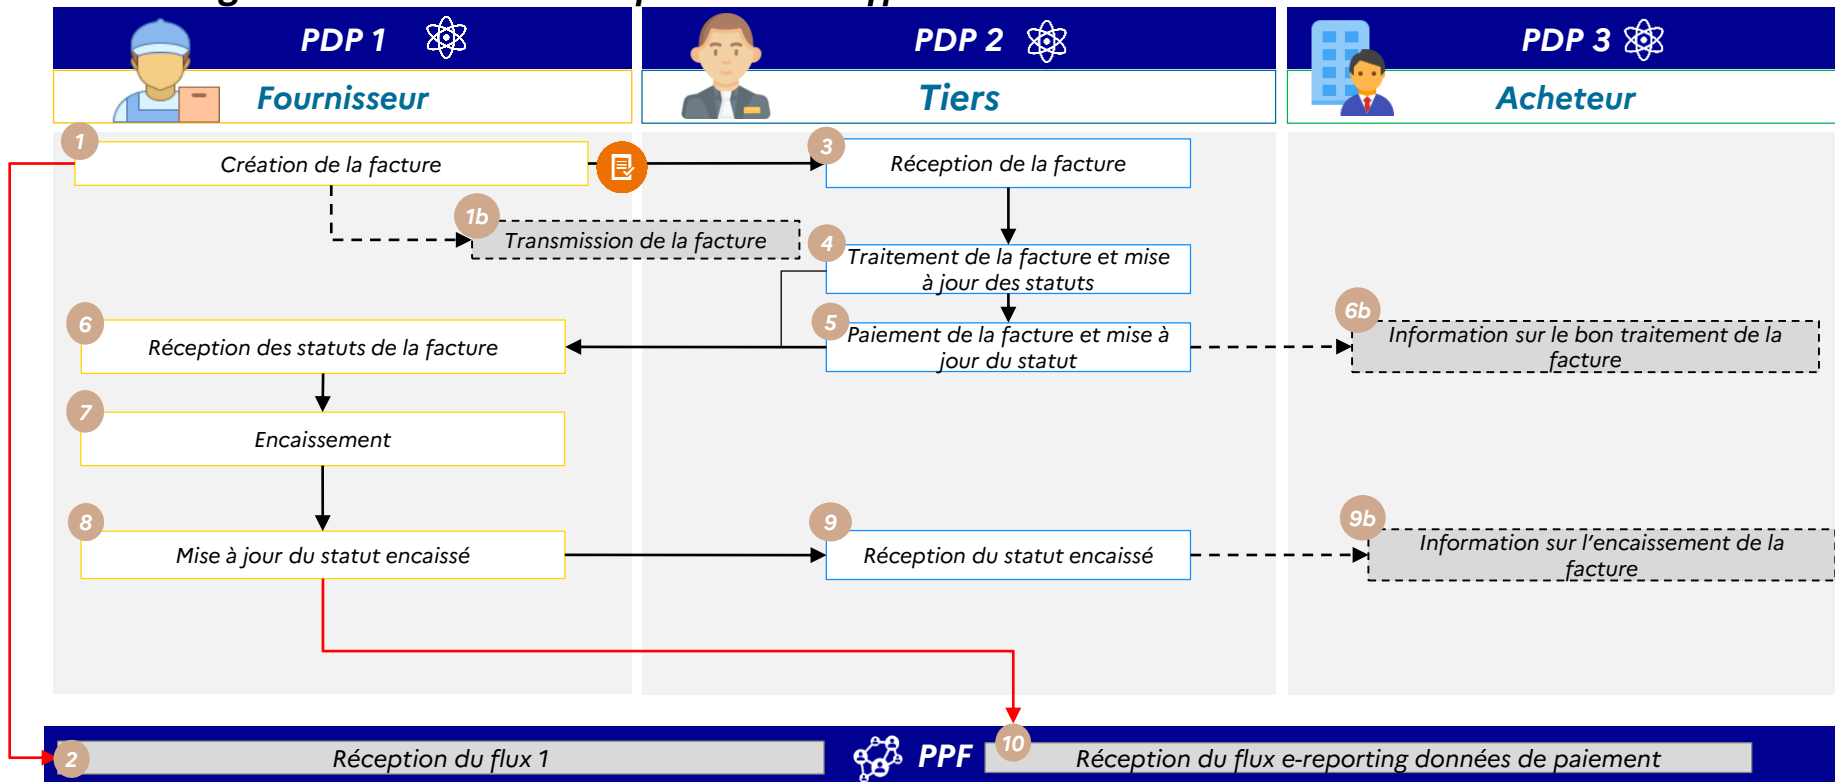 PDP 1
PDP 2
PDP 3
Fournisseur
Tiers
Acheteur
1
Création de la facture
3
Réception de la facture
1b
Transmission de la facture
4
Traitement de la facture et mise
à jour des statuts
6
Réception des statuts de la facture
5
Paiement de la facture et mise à
jour du statut
6b
Information sur le bon traitement de la
facture
7
Encaissement
8
Mise à jour du statut encaissé
9
Réception du statut encaissé
9b
Information sur l'encaissement de la
facture
2
Réception du flux 1
PPF
10
Réception du flux e-reporting données de paiement